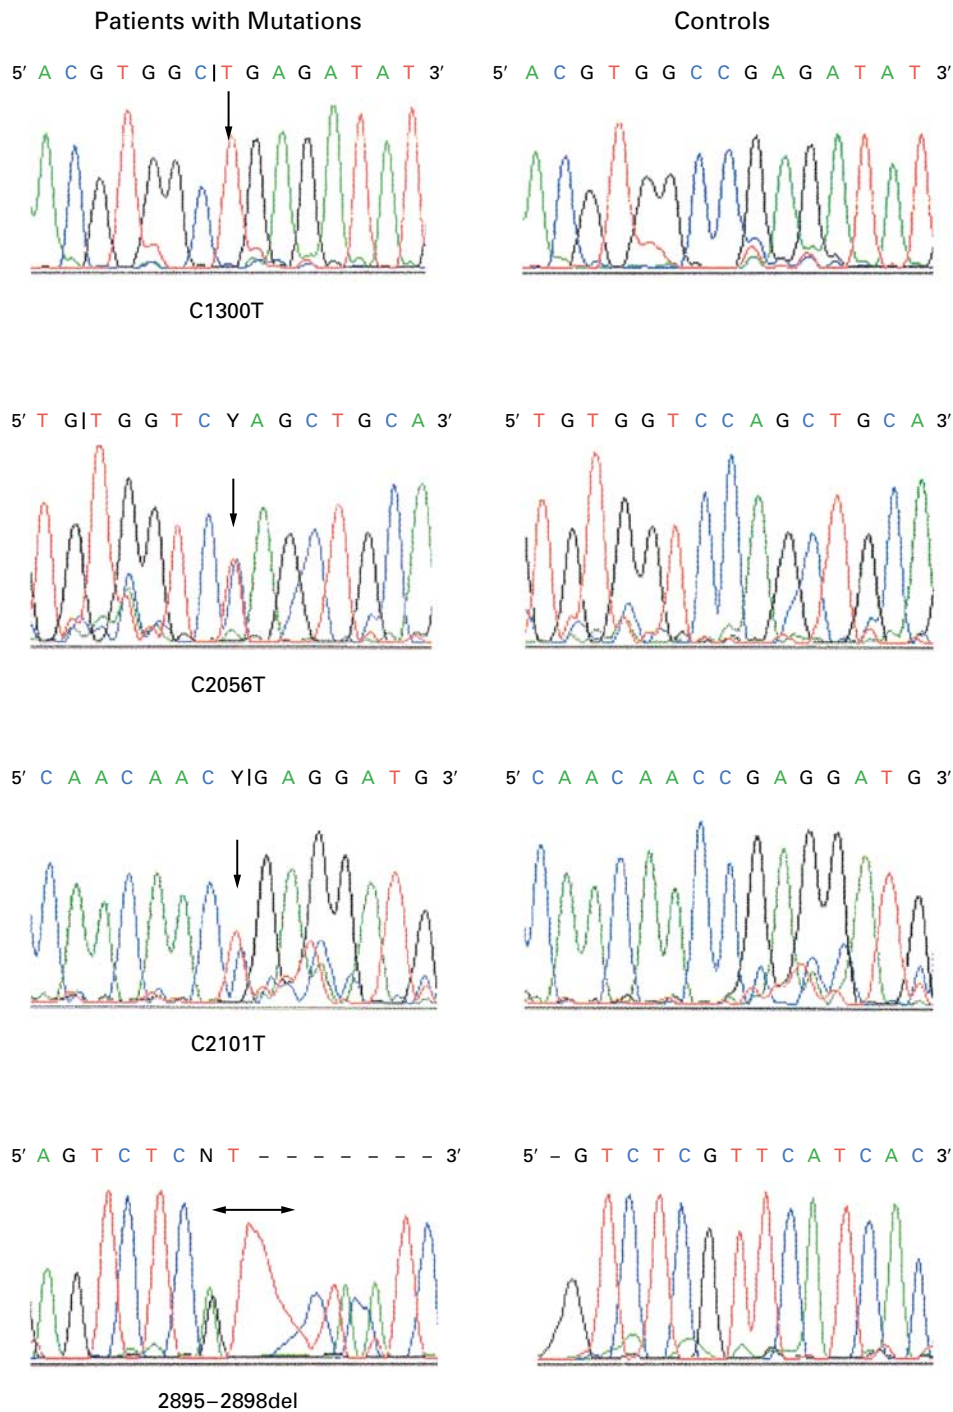 Patients with Mutations
Controls
5′ A C G T G G C|T G A G A T A T 3′
5′ A C G T G G C C G A G A T A T 3′
C1300T
5′ T G|T G G T C Y A G C T G C A 3′
5′ T G T G G T C C A G C T G C A 3′
C2056T
5′ C A A C A A C Y|G A G G A T G 3′
5′ C A A C A A C C G A G G A T G 3′
C2101T
5′ A G T C T C N T – – – – – – – 3′
5′ – G T C T C G T T C A T C A C 3′
2895–2898del